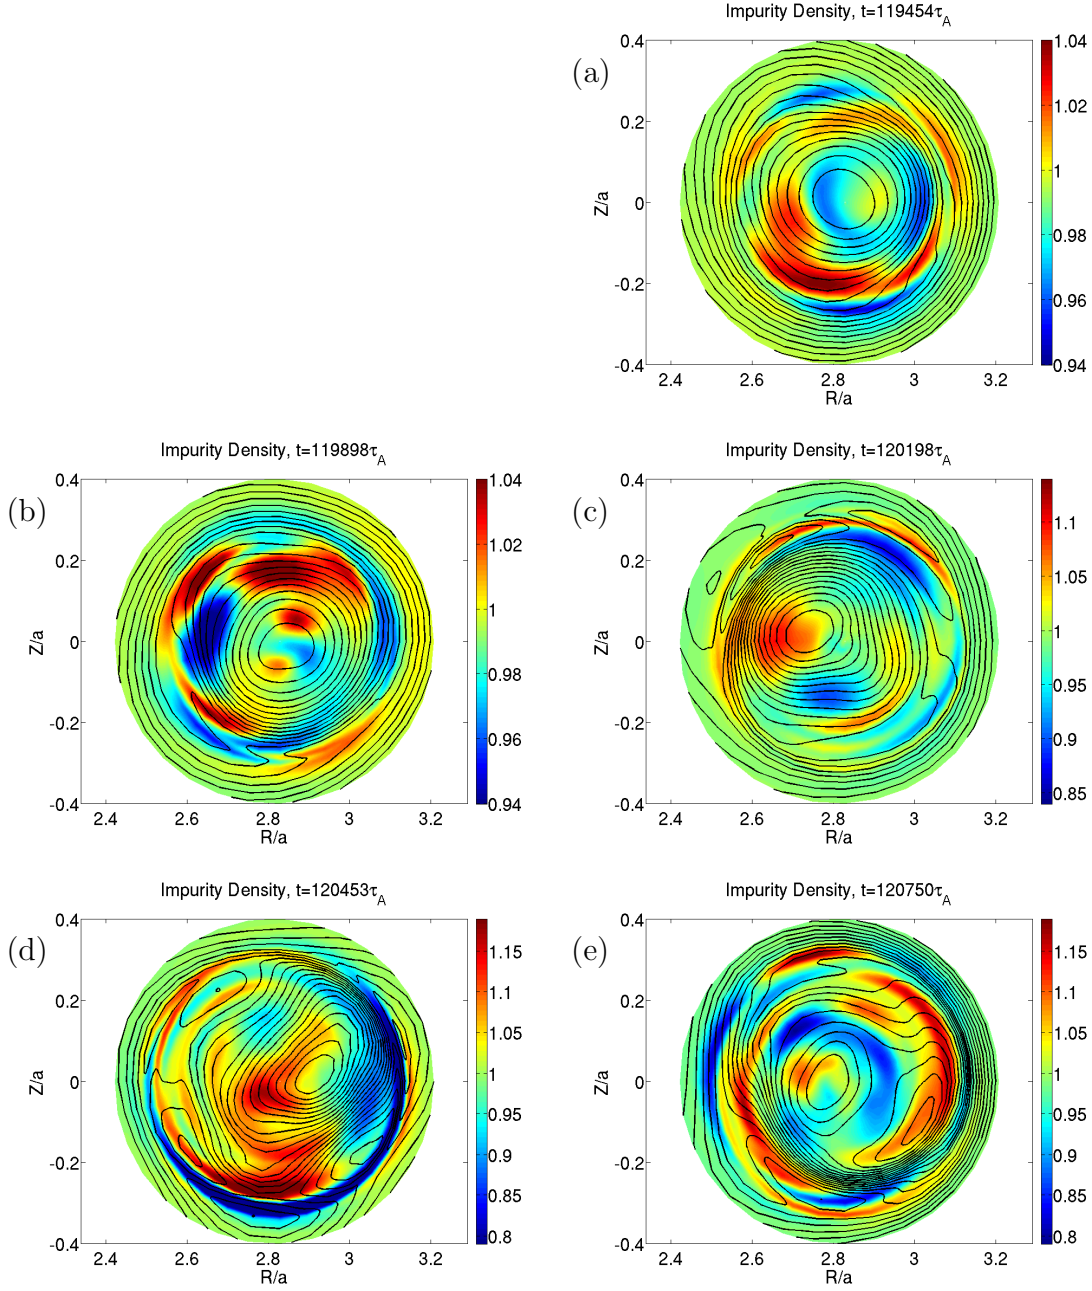 Impurity Density, t=119454τ_A
(a)
1.04
1.02
1
0.98
0.96
0.94
0.4
0.2
0
-0.2
-0.4
Z/a
2.4 2.6 2.8 3 3.2
R/a
Impurity Density, t=119898τ_A
(b)
1.04
1.02
1
0.98
0.96
0.94
0.4
0.2
0
-0.2
-0.4
Z/a
2.4 2.6 2.8 3 3.2
R/a
Impurity Density, t=120198τ_A
(c)
1.1
1.05
1
0.95
0.9
0.85
0.4
0.2
0
-0.2
-0.4
Z/a
2.4 2.6 2.8 3 3.2
R/a
Impurity Density, t=120453τ_A
(d)
1.15
1.1
1.05
1
0.95
0.9
0.85
0.8
0.4
0.2
0
-0.2
-0.4
Z/a
2.4 2.6 2.8 3 3.2
R/a
Impurity Density, t=120750τ_A
(e)
1.15
1.1
1.05
1
0.95
0.9
0.85
0.8
0.4
0.2
0
-0.2
-0.4
Z/a
2.4 2.6 2.8 3 3.2
R/a